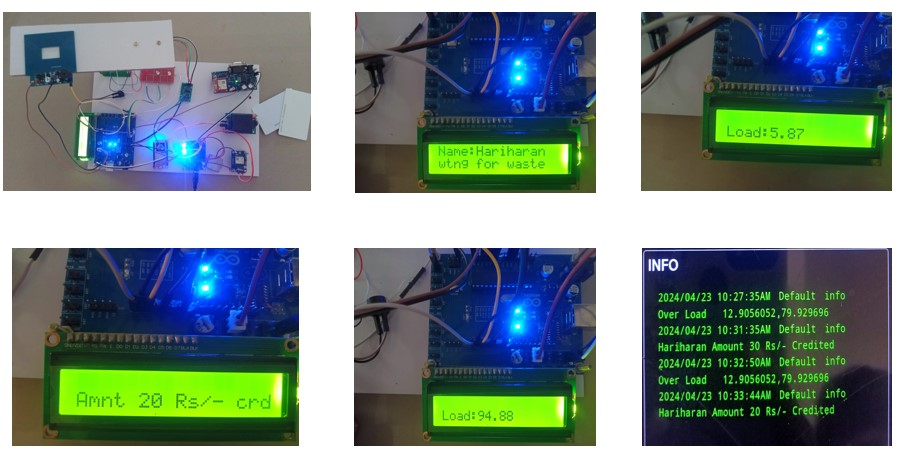 Name:Hariharan
wtng for waste
Load:5.87
Amnt 20 Rs/- crd
Load:94.88
INFO
2024/04/23 10:27:35AM Default info
Over Load 12.9056052,79.929696
2024/04/23 10:31:35AM Default info
Hariharan Amount 30 Rs/- Credited
2024/04/23 10:32:50AM Default info
Over Load 12.9056052,79.929696
2024/04/23 10:33:44AM Default info
Hariharan Amount 20 Rs/- Credited